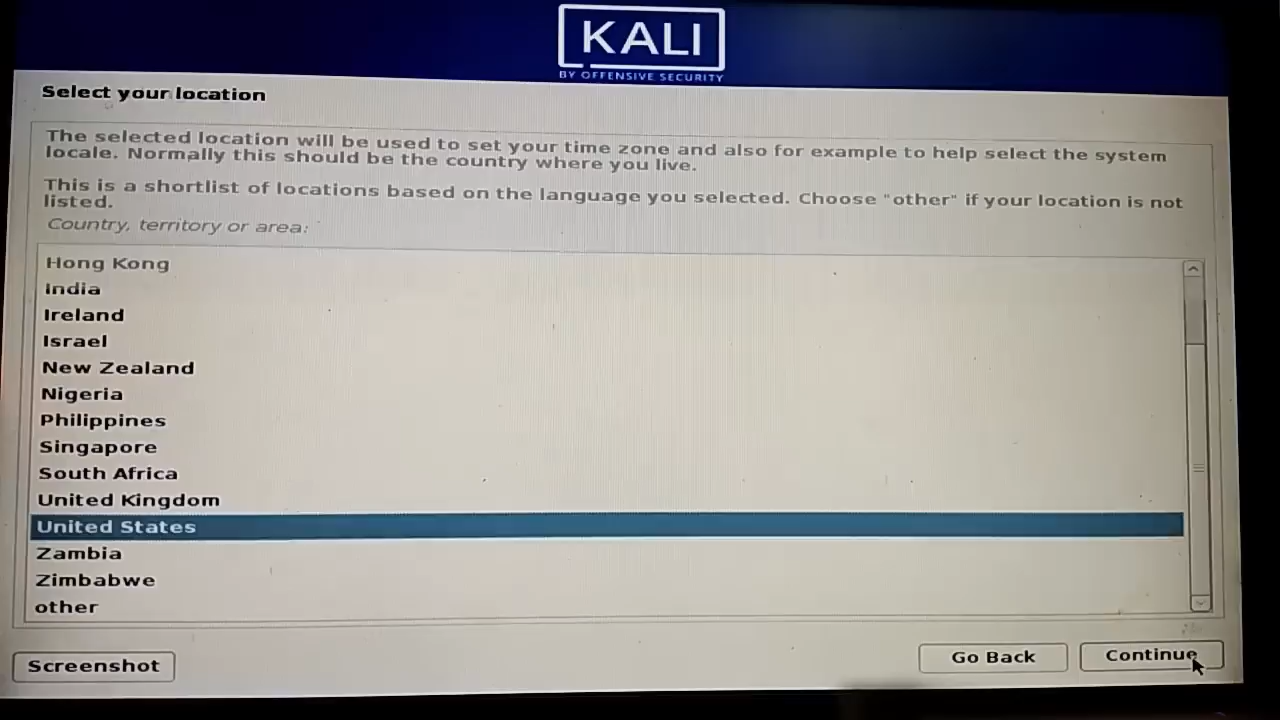 KALI
BY OFFENSIVE SECURITY
Select your location
The selected location will be used to set your time zone and also for example to help select the system
locale. Normally this should be the country where you live.
This is a shortlist of locations based on the language you selected. Choose "other" if your location is not
listed.
Country, territory or area:
Hong Kong
India
Ireland
Israel
New Zealand
Nigeria
Philippines
Singapore
South Africa
United Kingdom
United States
Zambia
Zimbabwe
other
Screenshot
Go Back
Continue